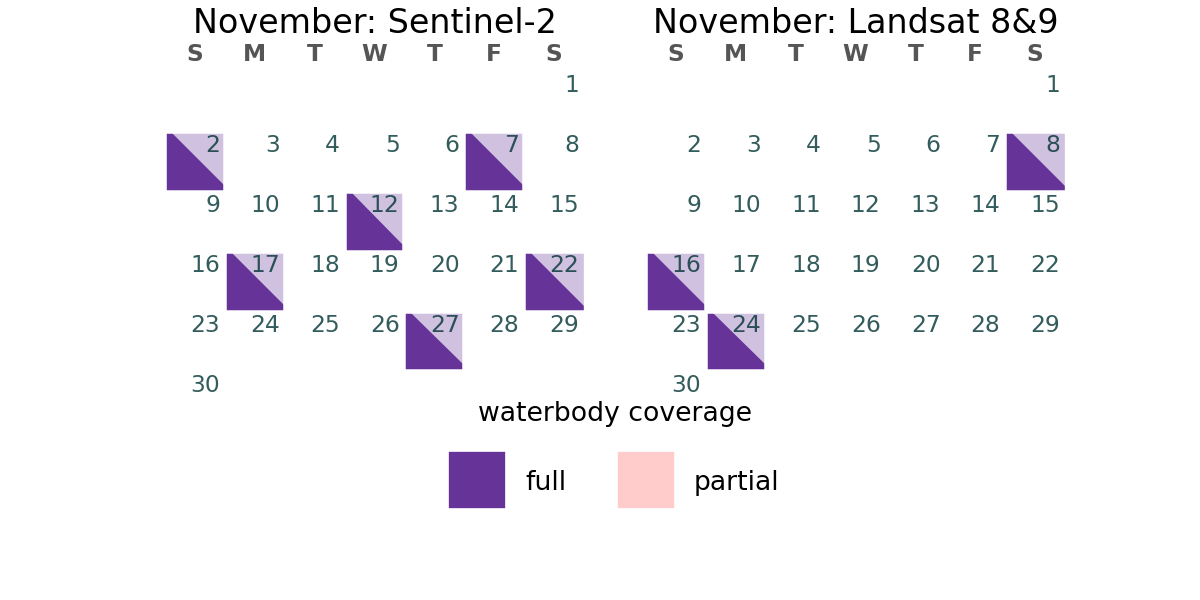 November: Sentinel-2
S M T W T F S
1
2 3 4 5 6 7 8
9 10 11 12 13 14 15
16 17 18 19 20 21 22
23 24 25 26 27 28 29
30
November: Landsat 8&9
S M T W T F S
1
2 3 4 5 6 7 8
9 10 11 12 13 14 15
16 17 18 19 20 21 22
23 24 25 26 27 28 29
30
waterbody coverage
full partial